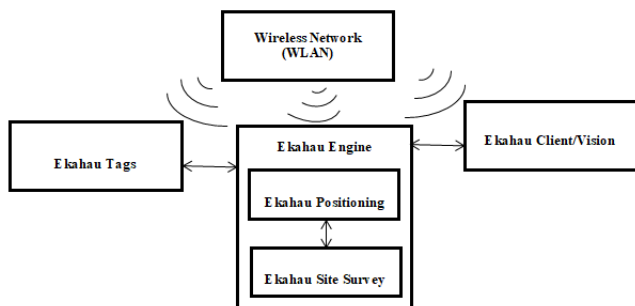 Wireless Network
(WLAN)
Ekahau Tags
Ekahau Engine
Ekahau Client/Vision
Ekahau Positioning
Ekahau Site Survey